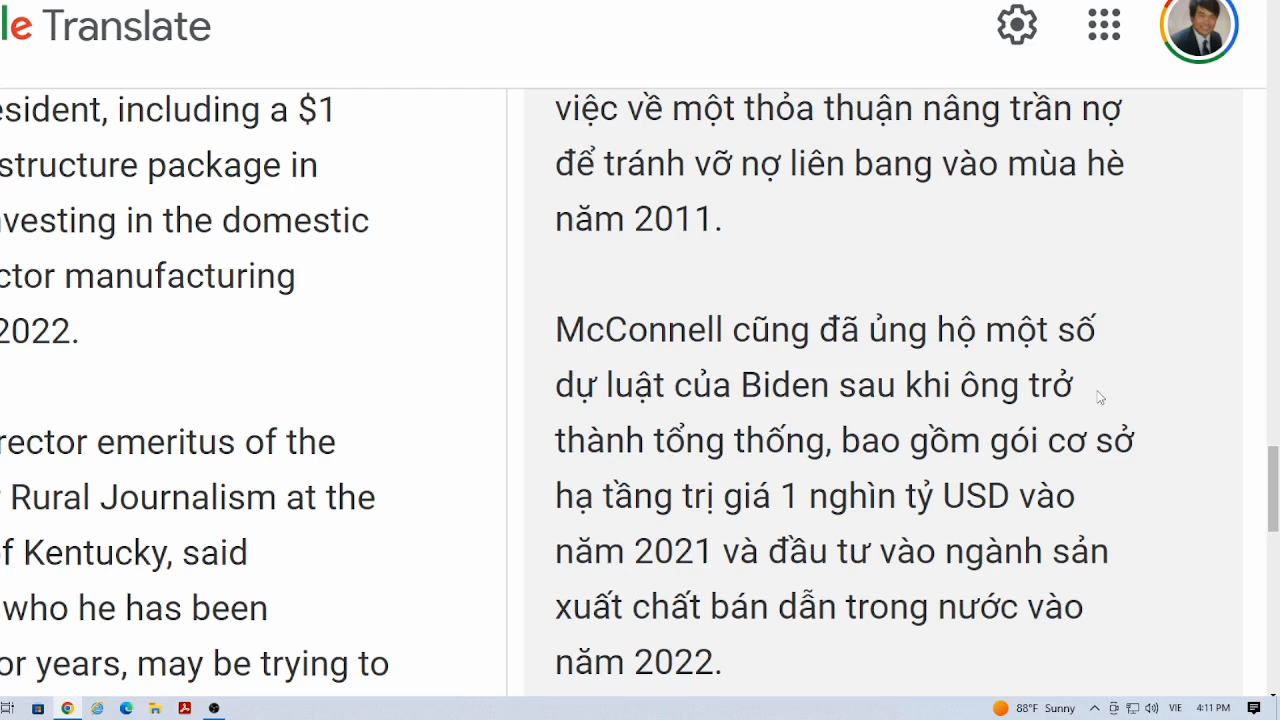 le Translate
esident, including a $1
structure package in
nvesting in the domestic
ctor manufacturing
2022.
rector emeritus of the
Rural Journalism at the
of Kentucky, said
who he has been
or years, may be trying to
việc về một thỏa thuận nâng trần nợ
để tránh vỡ nợ liên bang vào mùa hè
năm 2011.
McConnell cũng đã ủng hộ một số
dự luật của Biden sau khi ông trở
thành tổng thống, bao gồm gói cơ sở
hạ tầng trị giá 1 nghìn tỷ USD vào
năm 2021 và đầu tư vào ngành sản
xuất chất bán dẫn trong nước vào
năm 2022.
88°F Sunny VIE 4:11 PM